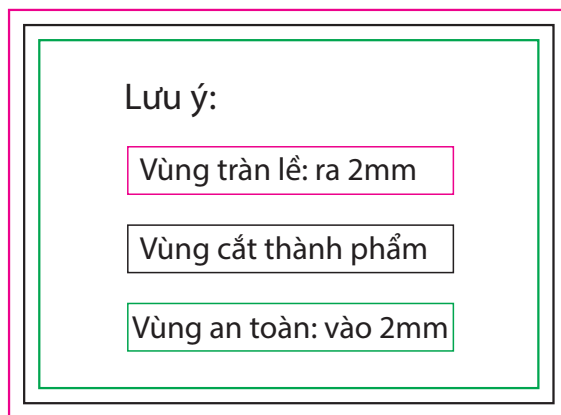 Lưu ý:
Vùng tràn lề: ra 2mm
Vùng cắt thành phẩm
Vùng an toàn: vào 2mm